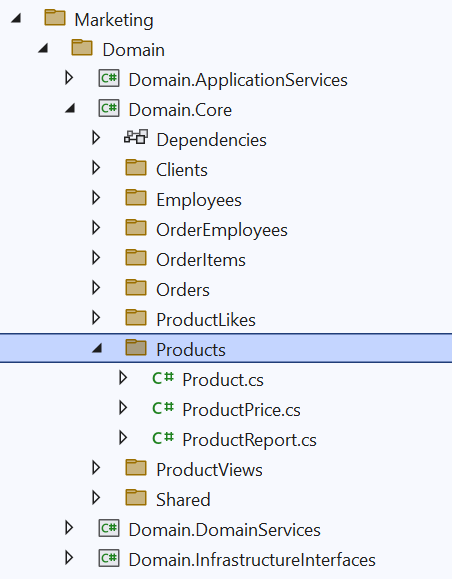 Marketing
Domain
C# Domain.ApplicationServices
C# Domain.Core
Dependencies
Clients
Employees
OrderEmployees
OrderItems
Orders
ProductLikes
Products
C# Product.cs
C# ProductPrice.cs
C# ProductReport.cs
ProductViews
Shared
C# Domain.DomainServices
C# Domain.InfrastructureInterfaces